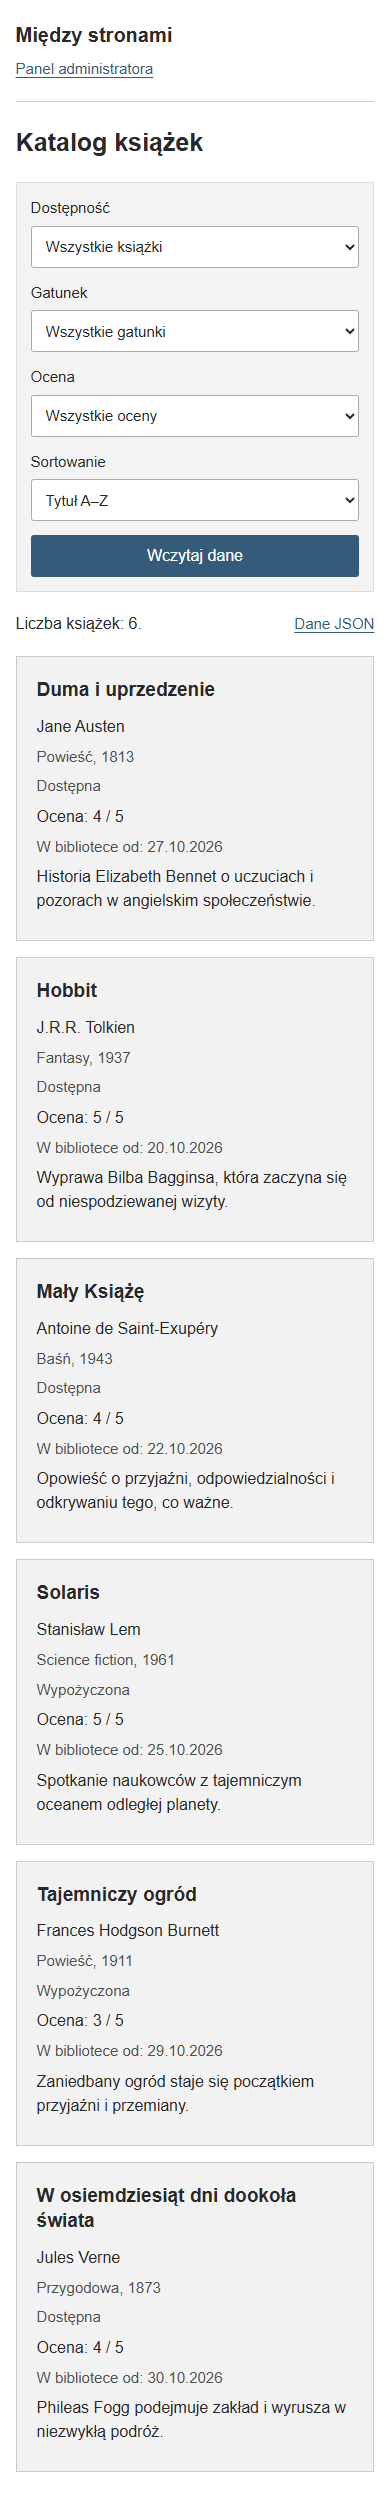 Między stronami
Panel administratora
Katalog książek
Dostępność
Wszystkie książki
Gatunek
Wszystkie gatunki
Ocena
Wszystkie oceny
Sortowanie
Tytuł A–Z
Wczytaj dane
Liczba książek: 6.
Dane JSON
Duma i uprzedzenie
Jane Austen
Powieść, 1813
Dostępna
Ocena: 4 / 5
W bibliotece od: 27.10.2026
Historia Elizabeth Bennet o uczuciach i
pozorach w angielskim społeczeństwie.
Hobbit
J.R.R. Tolkien
Fantasy, 1937
Dostępna
Ocena: 5 / 5
W bibliotece od: 20.10.2026
Wyprawa Bilba Bagginsa, która zaczyna się
od niespodziewanej wizyty.
Mały Książę
Antoine de Saint-Exupéry
Baśń, 1943
Dostępna
Ocena: 4 / 5
W bibliotece od: 22.10.2026
Opowieść o przyjaźni, odpowiedzialności i
odkrywaniu tego, co ważne.
Solaris
Stanisław Lem
Science fiction, 1961
Wypożyczona
Ocena: 5 / 5
W bibliotece od: 25.10.2026
Spotkanie naukowców z tajemniczym
oceanem odległej planety.
Tajemniczy ogród
Frances Hodgson Burnett
Powieść, 1911
Wypożyczona
Ocena: 3 / 5
W bibliotece od: 29.10.2026
Zaniedbany ogród staje się początkiem
przyjaźni i przemiany.
W osiemdziesiąt dni dookoła
świata
Jules Verne
Przygodowa, 1873
Dostępna
Ocena: 4 / 5
W bibliotece od: 30.10.2026
Phileas Fogg podejmuje zakład i wyrusza w
niezwykłą podróż.